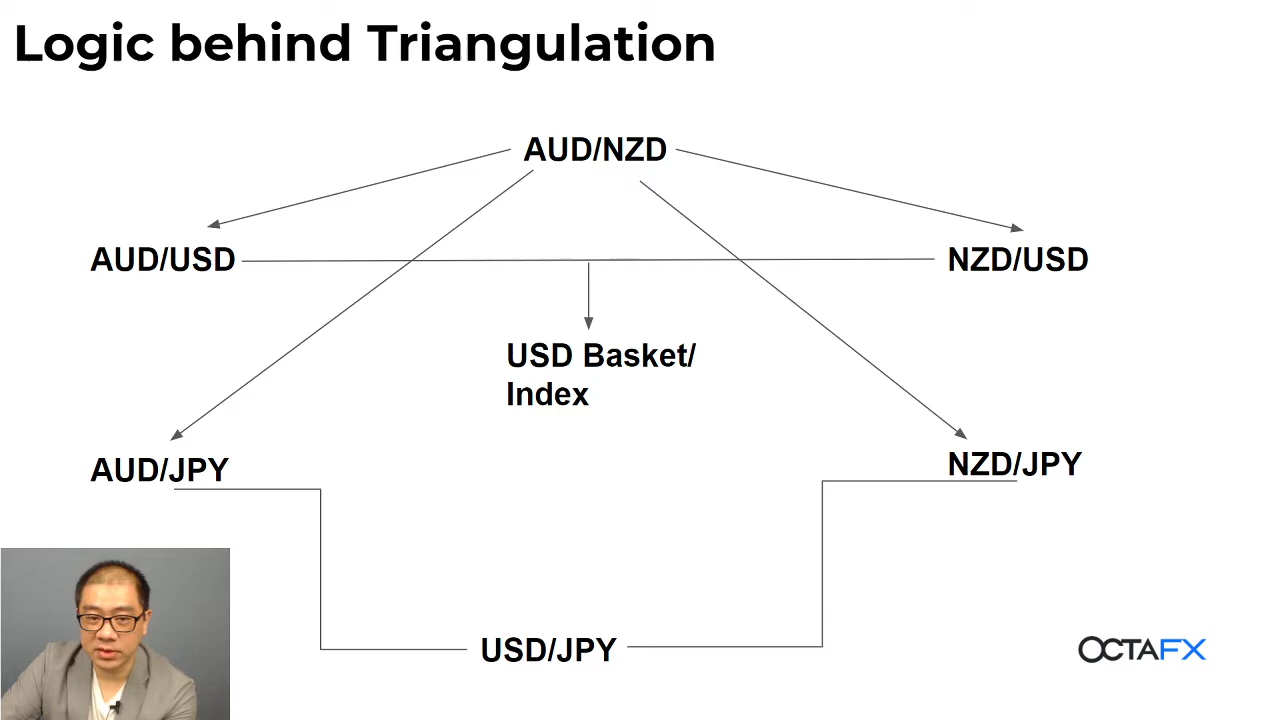 Logic behind Triangulation
AUD/NZD
AUD/USD
NZD/USD
USD Basket/
Index
AUD/JPY
NZD/JPY
USD/JPY
OCTAFX